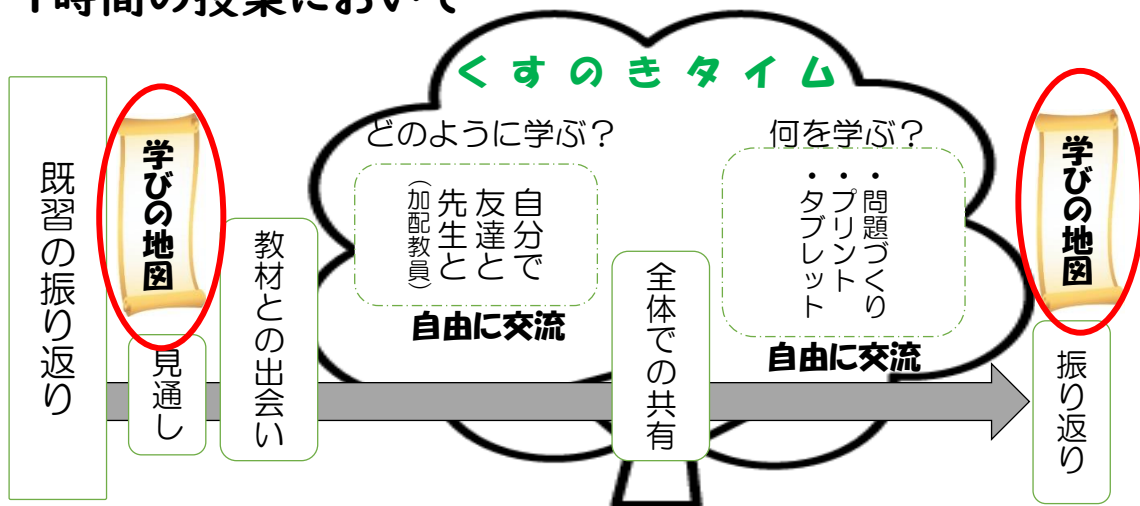 1時間の授業において
くすのきタイム
既習の振り返り
学びの地図
見通し
教材との出会い
どのように学ぶ?
自分で
友達と
先生と
(加配教員)
自由に交流
全体での共有
何を学ぶ?
・問題づくり
・プリント
・タブレット
自由に交流
学びの地図
振り返り